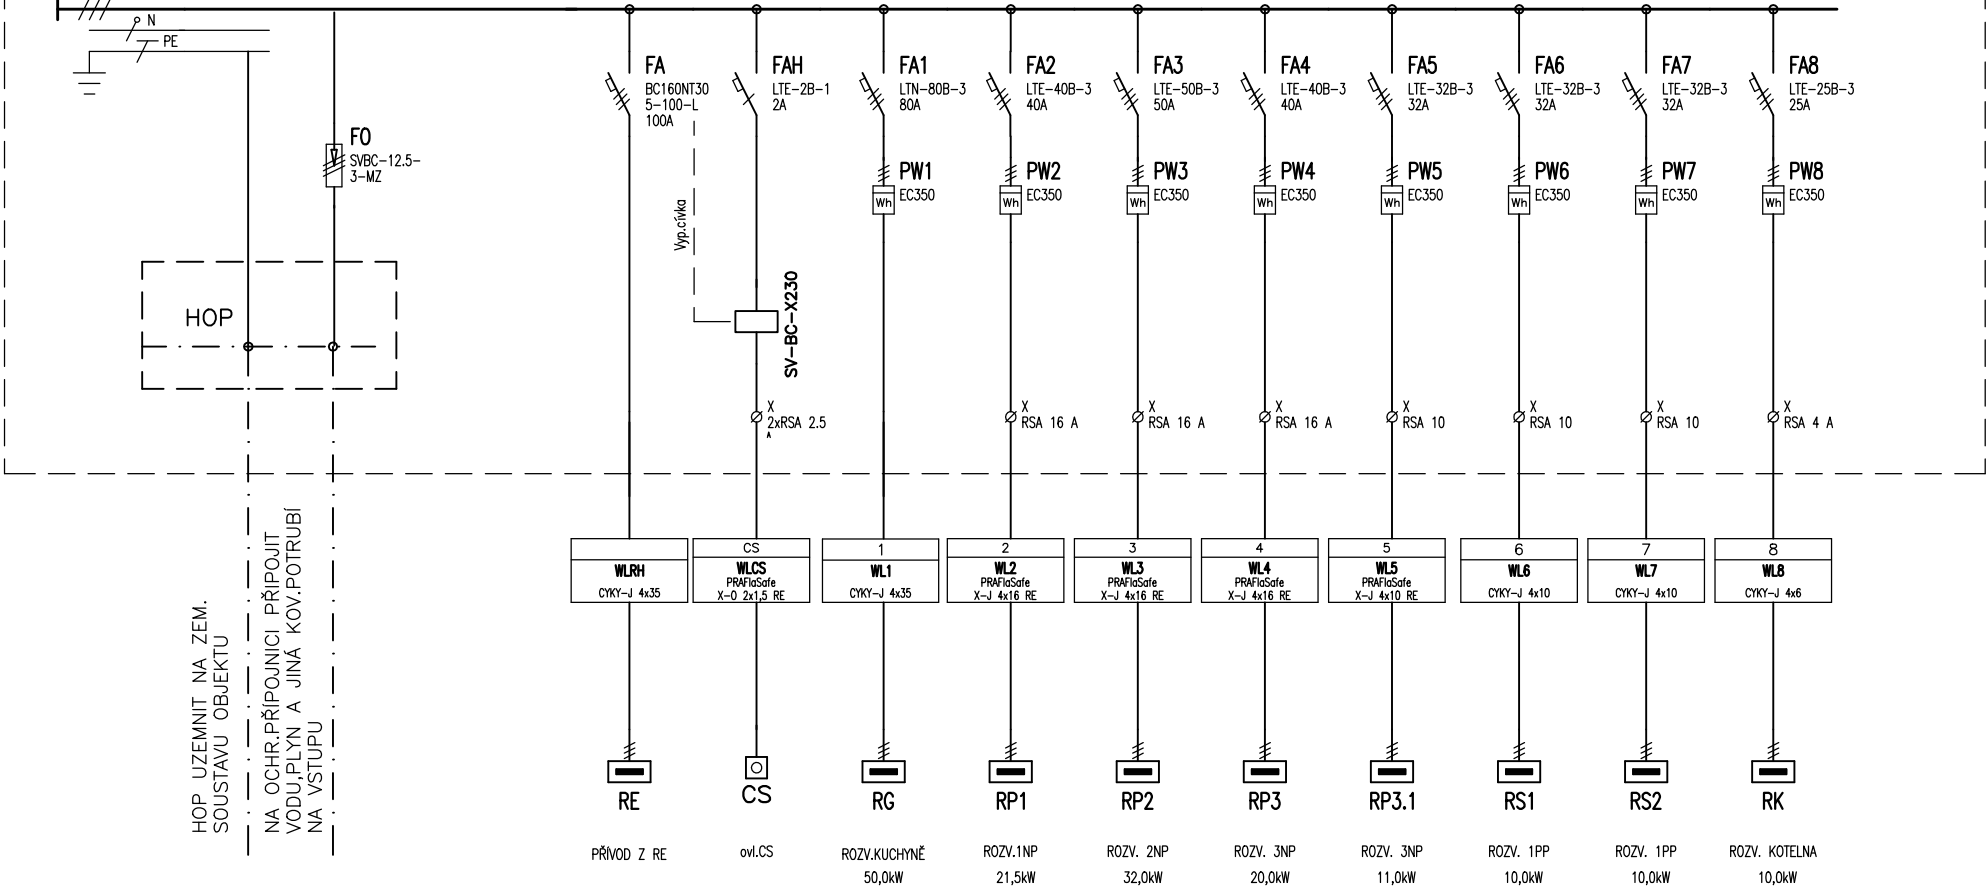 N
PE
FO
SVBC-12.5-
3-MZ
HOP
HOP UZEMNIT NA ZEM.
SOUSTAVU OBJEKTU
NA OCHR.PŘÍPOJNICI PŘIPOJIT
VODU,PLYN A JINÁ KOV.POTRUBÍ
NA VSTUPU
FA
BC160NT30
5-100-L
100A
Vyp.cívka
FAH
LTE-2B-1
2A
SV-BC-X230
X
2xRSA 2.5
A
FA1
LTN-80B-3
80A
PW1
EC350
Wh
FA2
LTE-40B-3
40A
PW2
EC350
Wh
X
RSA 16 A
FA3
LTE-50B-3
50A
PW3
EC350
Wh
X
RSA 16 A
FA4
LTE-40B-3
40A
PW4
EC350
Wh
X
RSA 16 A
FA5
LTE-32B-3
32A
PW5
EC350
Wh
X
RSA 10
FA6
LTE-32B-3
32A
PW6
EC350
Wh
X
RSA 10
FA7
LTE-32B-3
32A
PW7
EC350
Wh
X
RSA 10
FA8
LTE-25B-3
25A
PW8
EC350
Wh
X
RSA 4 A
WLRH
CYKY-J 4x35
CS
WLCS
PRAFlaSafe
X-O 2x1,5 RE
1
WL1
CYKY-J 4x35
2
WL2
PRAFlaSafe
X-J 4x16 RE
3
WL3
PRAFlaSafe
X-J 4x16 RE
4
WL4
PRAFlaSafe
X-J 4x16 RE
5
WL5
PRAFlaSafe
X-J 4x10 RE
6
WL6
CYKY-J 4x10
7
WL7
CYKY-J 4x10
8
WL8
CYKY-J 4x6
RE
PŘÍVOD Z RE
CS
ovl.CS
RG
ROZV.KUCHYNĚ
50,0kW
RP1
ROZV.1NP
21,5kW
RP2
ROZV. 2NP
32,0kW
RP3
ROZV. 3NP
20,0kW
RP3.1
ROZV. 3NP
11,0kW
RS1
ROZV. 1PP
10,0kW
RS2
ROZV. 1PP
10,0kW
RK
ROZV. KOTELNA
10,0kW